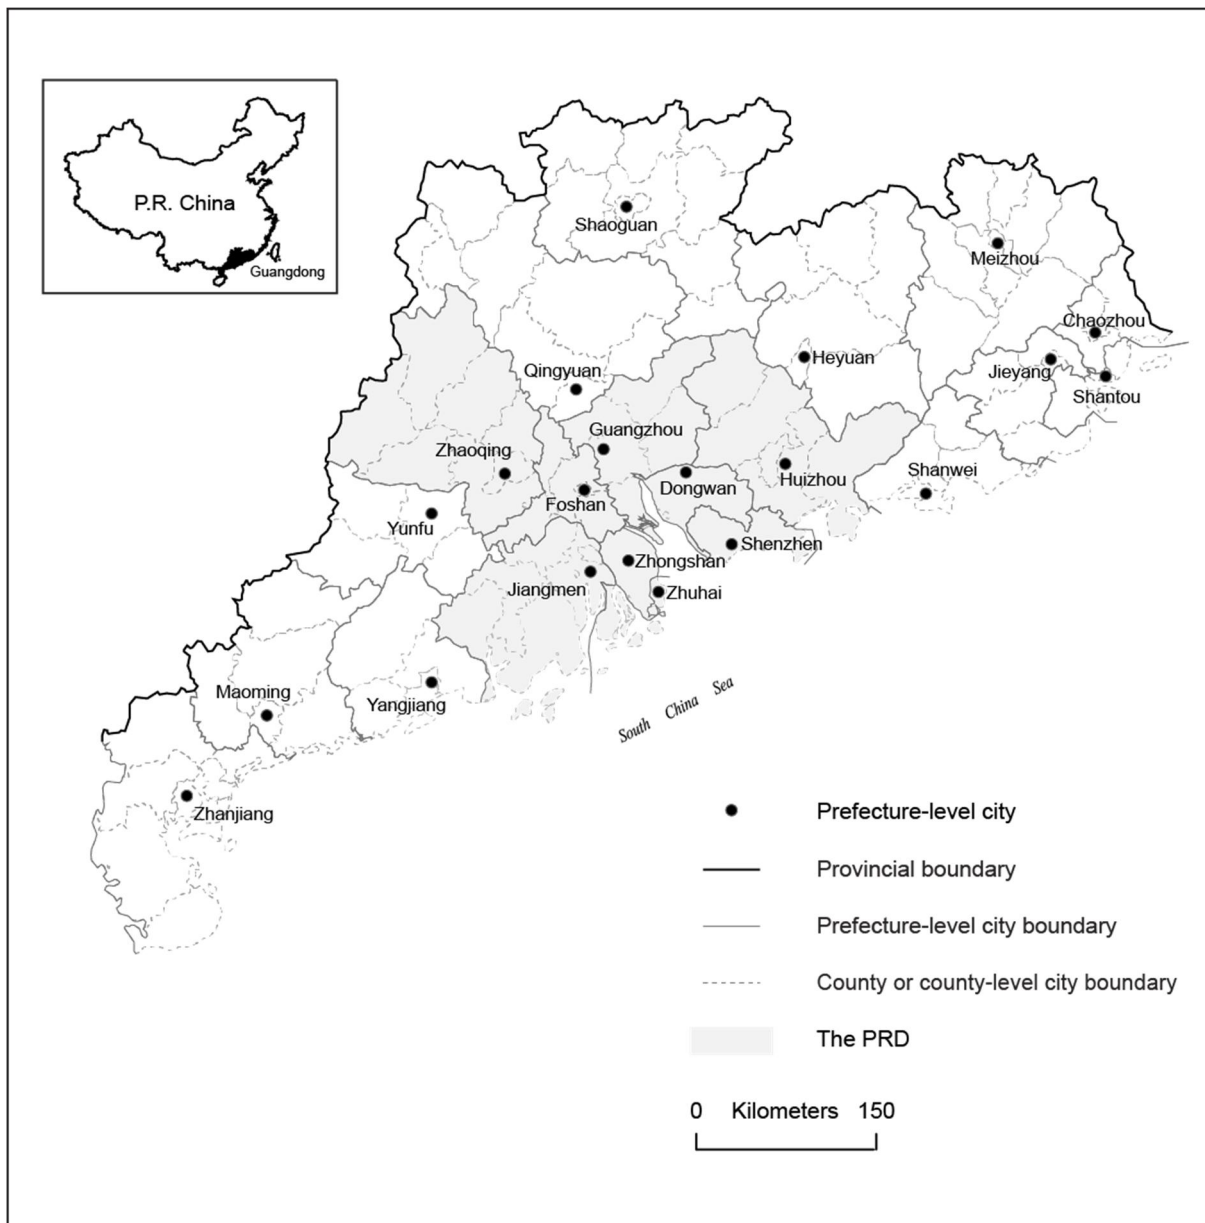 P.R. China
Guangdong
Shaoguan
Meizhou
Chaozhou
Heyuan
Jieyang
Qingyuan
Shantou
Guangzhou
Zhaoqing
Shanwei
Huizhou
Dongwan
Foshan
Yunfu
Shenzhen
Zhongshan
Jiangmen
Zhuhai
Maoming
Yangjiang
South China Sea
Zhanjiang
Prefecture-level city
Provincial boundary
Prefecture-level city boundary
County or county-level city boundary
The PRD
0 Kilometers 150